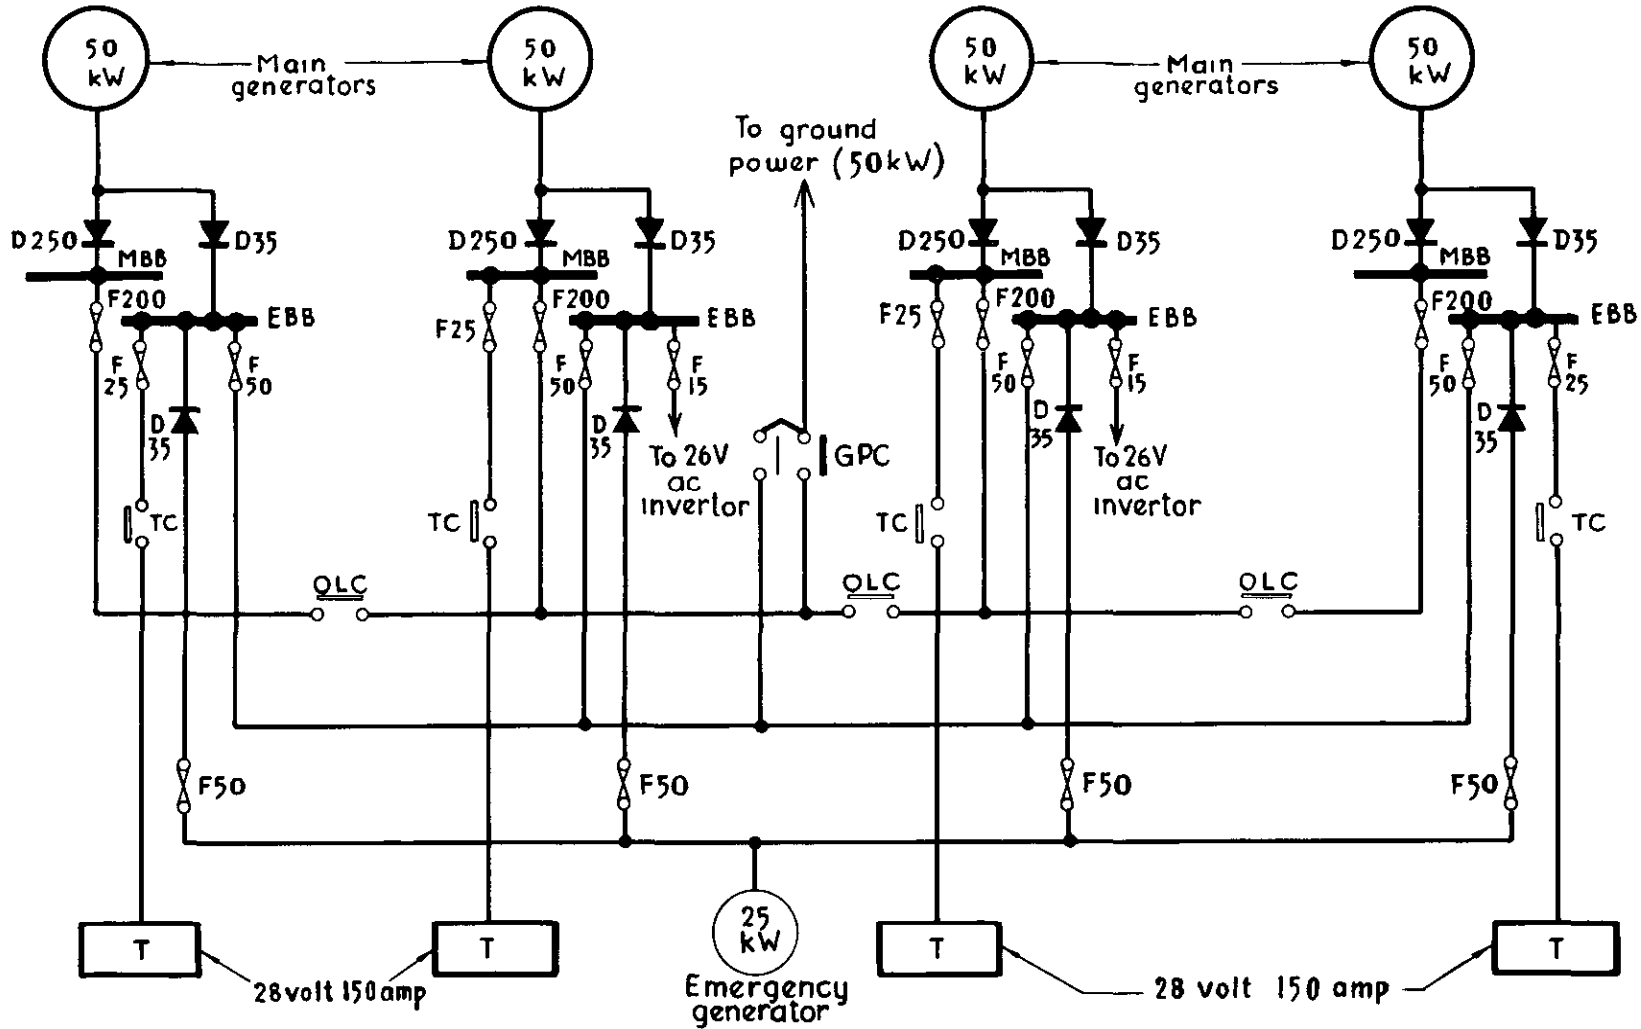 50
kW
50
kW
50
kW
50
kW
Main
generators
Main
generators
To ground
power (50kW)
D250
D35
D250
D35
D250
D35
D250
D35
MBB
MBB
MBB
MBB
F200
F200
F200
F200
EBB
EBB
EBB
EBB
F25
F25
F
25
F
50
F
50
F
15
F
50
F
15
F
50
F
25
D
35
D
35
D
35
D
35
To 26V
ac
invertor
To 26V
ac
invertor
GPC
TC
TC
TC
TC
OLC
OLC
OLC
F50
F50
F50
F50
T
T
T
T
25
kW
28 volt 150 amp
Emergency
generator
28 volt 150 amp